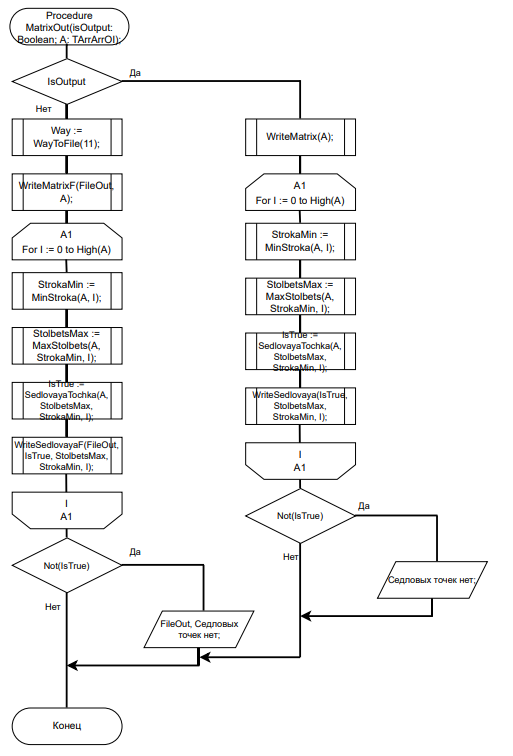 Procedure
MatrixOut(isOutput:
Boolean; A: TArrArrOI);
IsOutput
Да
Нет
Way :=
WayToFile(11);
WriteMatrixF(FileOut,
A);
A1
For I := 0 to High(A)
StrokaMin :=
MinStroka(A, I);
StolbetsMax :=
MaxStolbets(A,
StrokaMin, I);
IsTrue :=
SedlovayaTochka(A,
StolbetsMax,
StrokaMin, I);
WriteSedlovayaF(FileOut,
IsTrue, StolbetsMax,
StrokaMin, I);
I
A1
Not(IsTrue)
Да
Нет
FileOut, Седловых
точек нет;
WriteMatrix(A);
A1
For I := 0 to High(A)
StrokaMin :=
MinStroka(A, I);
StolbetsMax :=
MaxStolbets(A,
StrokaMin, I);
IsTrue :=
SedlovayaTochka(A,
StolbetsMax,
StrokaMin, I);
WriteSedlovaya(IsTrue,
StolbetsMax,
StrokaMin, I);
I
A1
Not(IsTrue)
Да
Нет
Седловых точек нет;
Конец